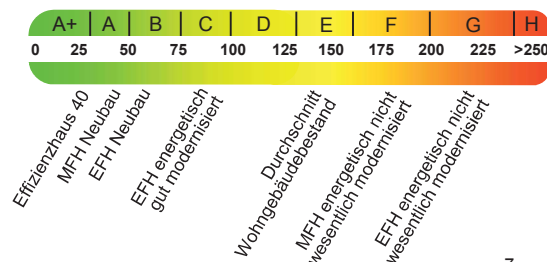 A+ A B C D E F G H
0 25 50 75 100 125 150 175 200 225 >250
Effizienzhaus 40
MFH Neubau
EFH Neubau
EFH energetisch
gut modernisiert
Durchschnitt
Wohngebäudebestand
MFH energetisch nicht
wesentlich modernisiert
EFH energetisch nicht
wesentlich modernisiert
7